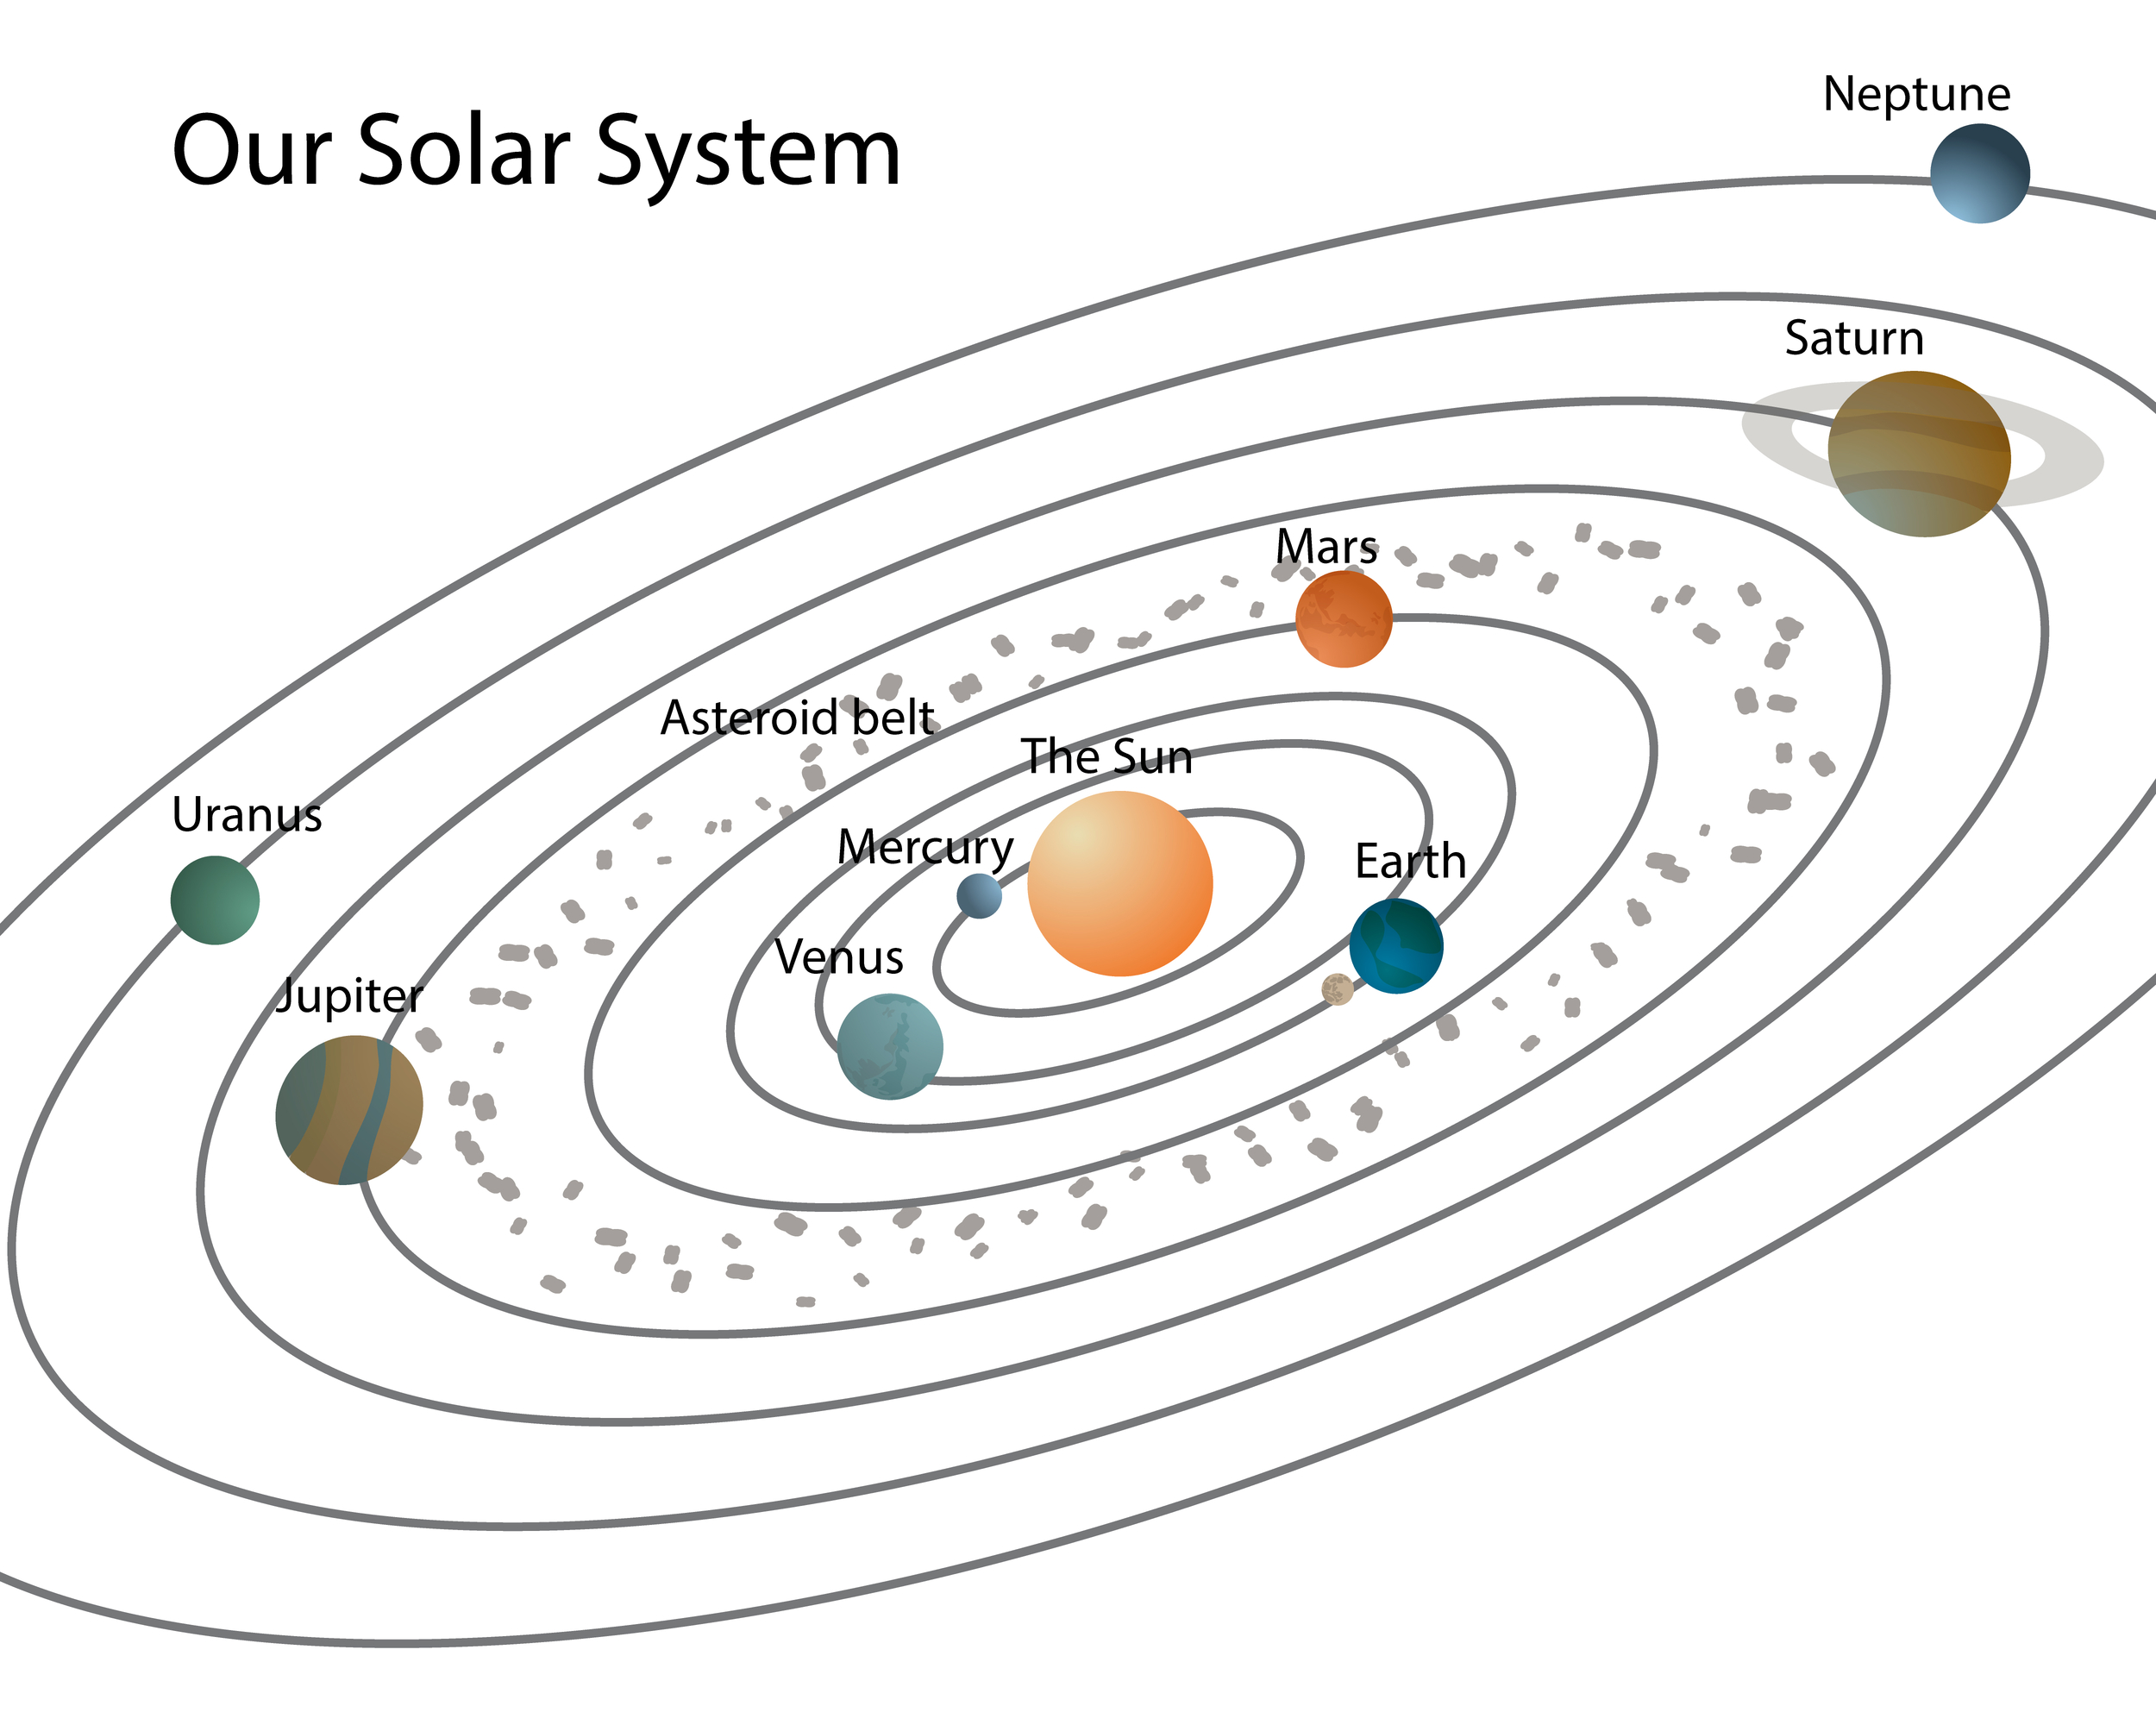 Our Solar System
Neptune
Saturn
Mars
Asteroid belt
The Sun
Uranus
Mercury
Earth
Venus
Jupiter